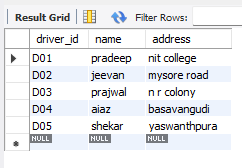 Result Grid Filter Rows:
driver_id name address
D01 pradeep nit college
D02 jeevan mysore road
D03 prajwal n r colony
D04 aiaz basavangudi
D05 shekar yaswanthpura
NULL NULL NULL